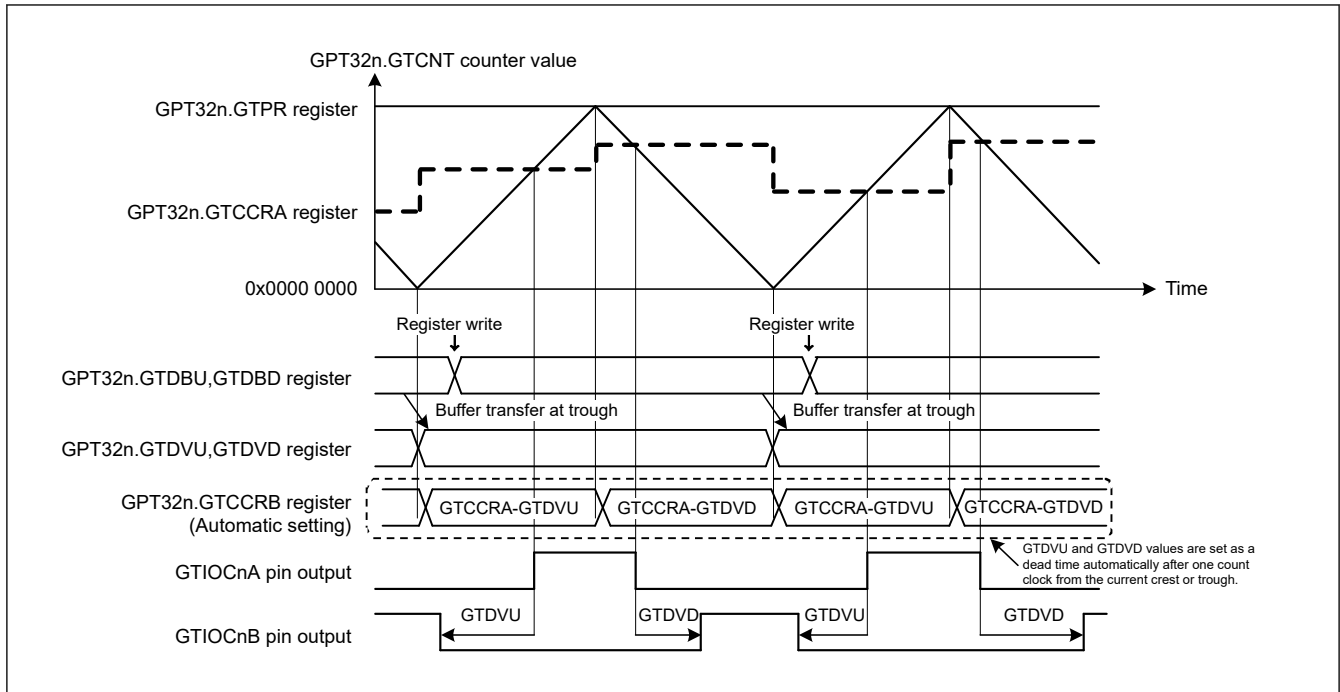 GPT32n.GTCNT counter value
GPT32n.GTPR register
GPT32n.GTCCRA register
0x0000 0000
Time
Register write
Register write
GPT32n.GTDBU,GTDBD register
Buffer transfer at trough
Buffer transfer at trough
GPT32n.GTDVU,GTDVD register
GPT32n.GTCCRB register
(Automatic setting)
GTCCRA-GTDVU
GTCCRA-GTDVD
GTCCRA-GTDVU
GTCCRA-GTDVD
GTDVU and GTDVD values are set as a
dead time automatically after one count
clock from the current crest or trough.
GTIOCnA pin output
GTDVU
GTDVD
GTDVU
GTDVD
GTIOCnB pin output